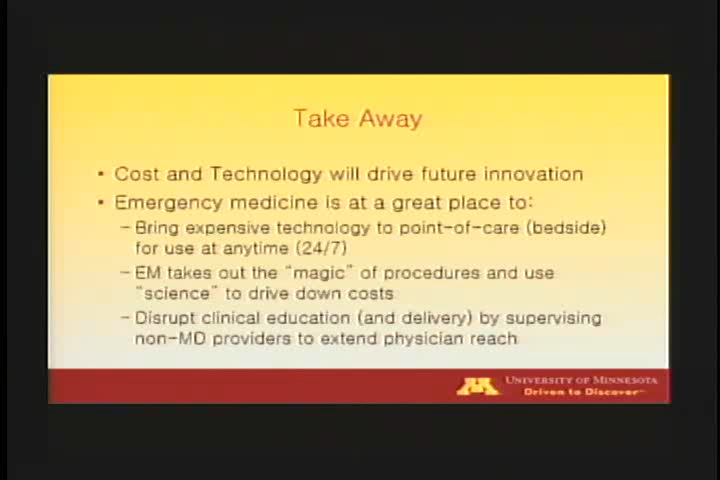 Take Away
• Cost and Technology will drive future innovation
• Emergency medicine is at a great place to:
– Bring expensive technology to point-of-care (bedside)
for use at anytime (24/7)
– EM takes out the "magic" of procedures and use
"science" to drive down costs
– Disrupt clinical education (and delivery) by supervising
non-MD providers to extend physician reach
M UNIVERSITY OF MINNESOTA
Driven to Discover℠